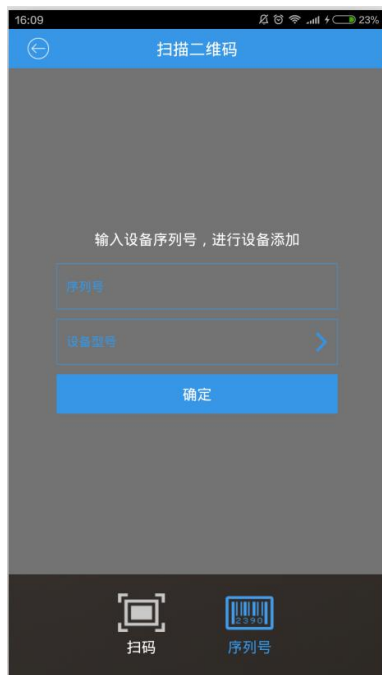 16:09
23%
扫描二维码
输入设备序列号，进行设备添加
序列号
设备型号
确定
2390
扫码
序列号